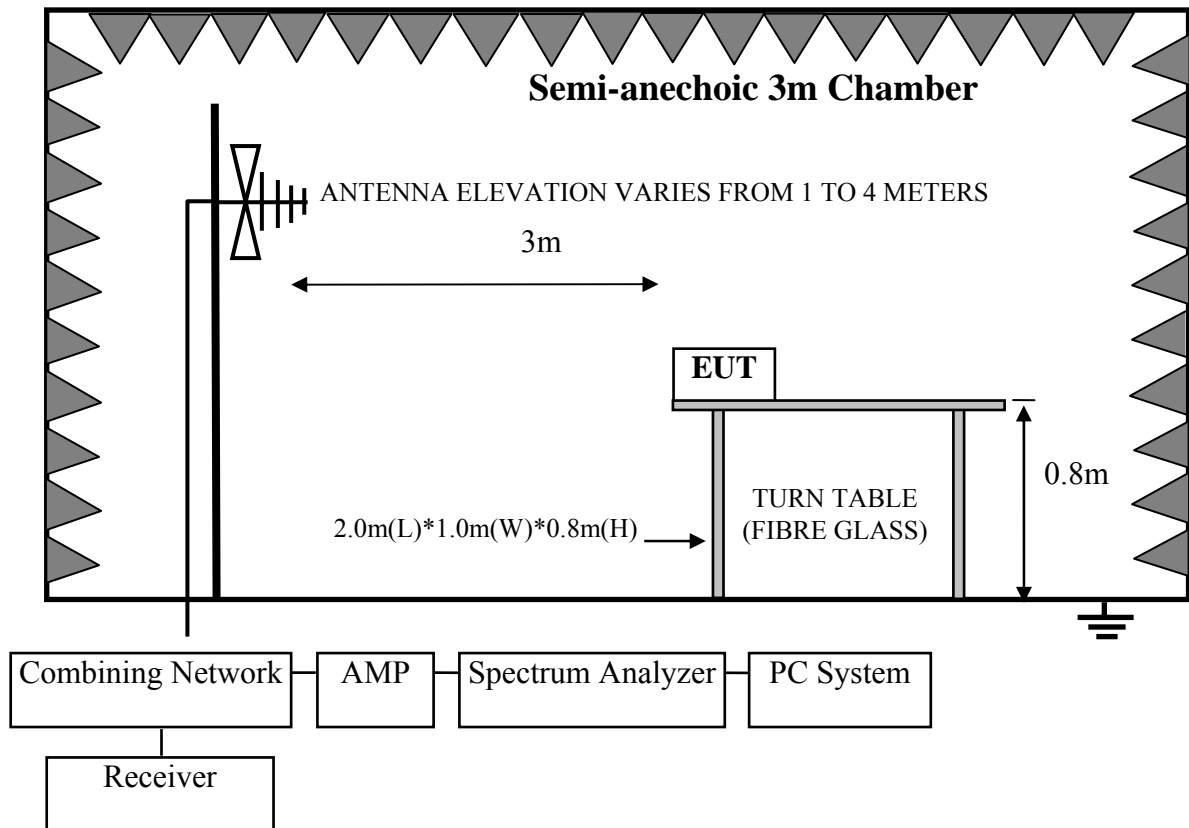 Semi-anechoic 3m Chamber
ANTENNA ELEVATION VARIES FROM 1 TO 4 METERS
3m
EUT
0.8m
TURN TABLE
(FIBRE GLASS)
2.0m(L)*1.0m(W)*0.8m(H)
Combining Network
AMP
Spectrum Analyzer
PC System
Receiver